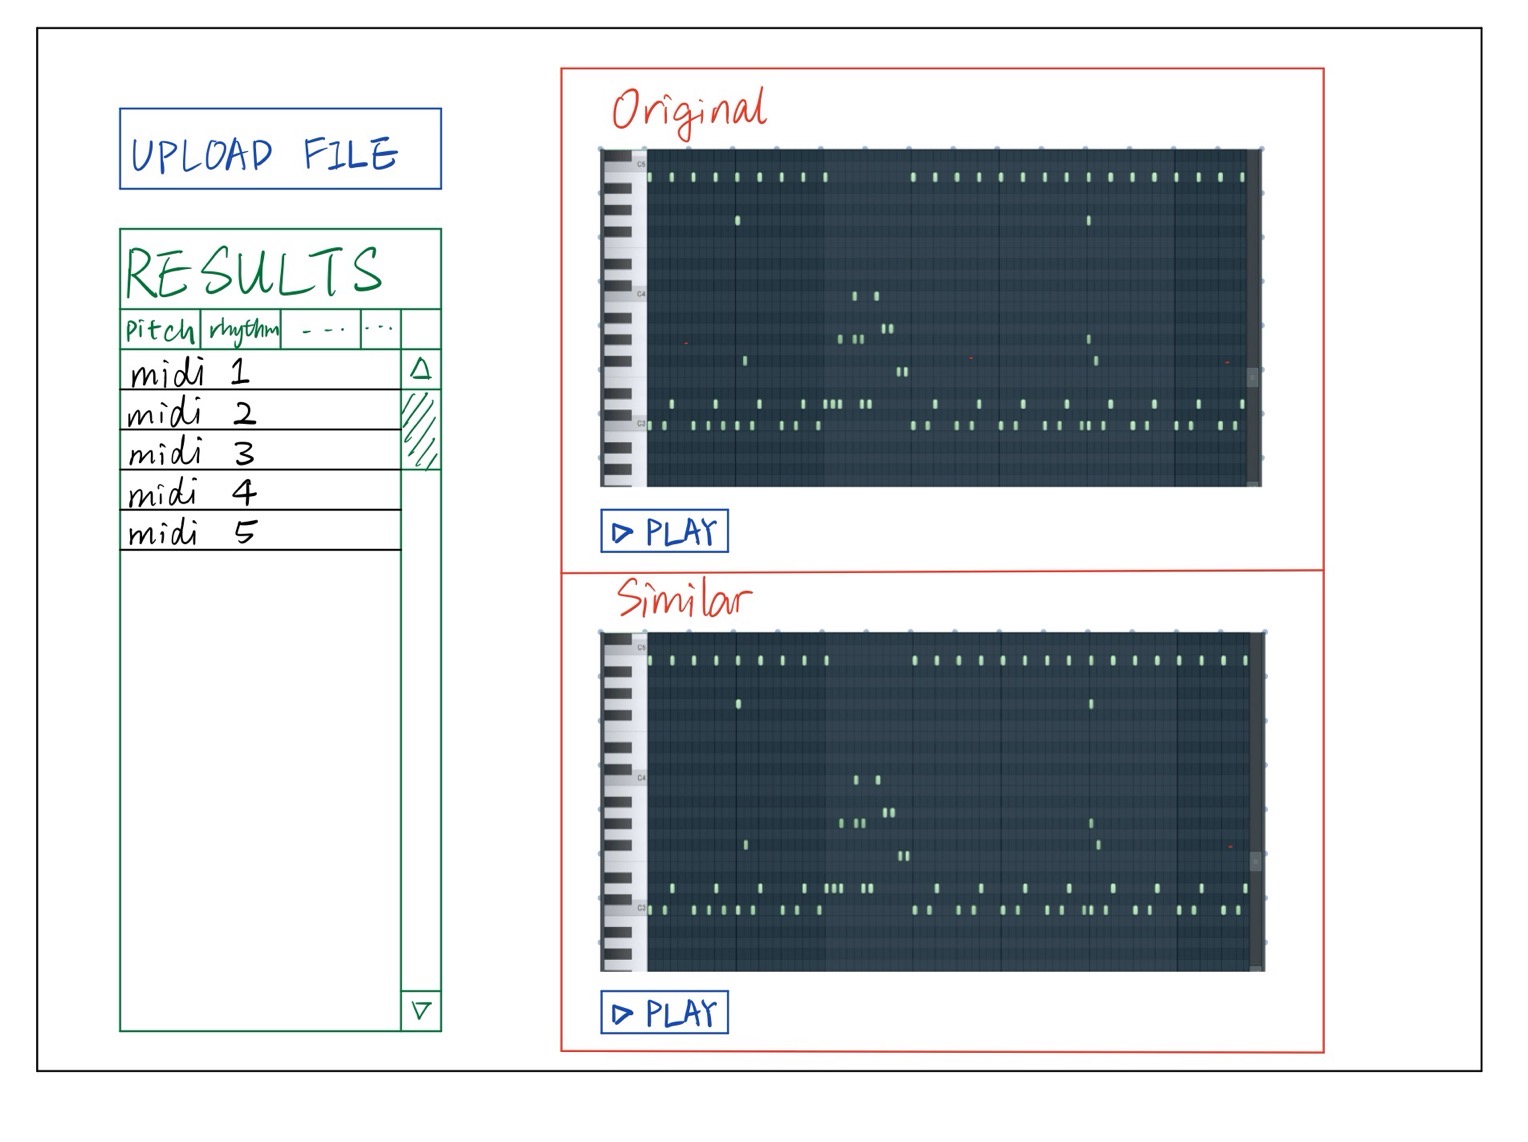 UPLOAD FILE
RESULTS
Pitch rhythm --- ...
midi 1
midi 2
midi 3
midi 4
midi 5
Original
C5
C4
C3
PLAY
Similar
C5
C4
C3
PLAY